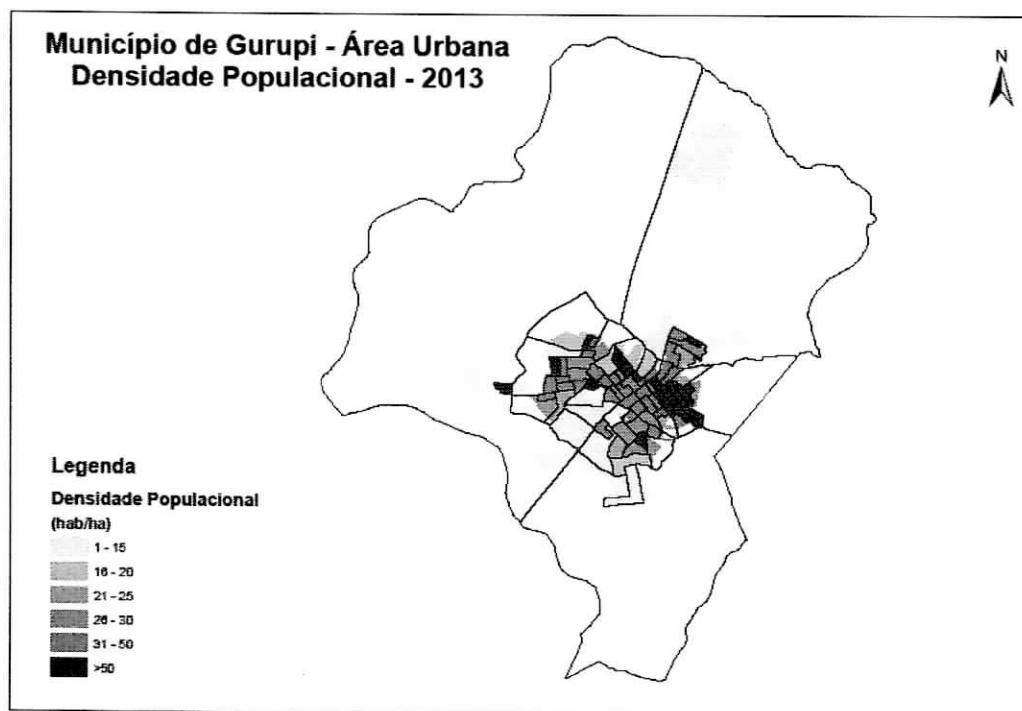 Município de Gurupi - Área Urbana
Densidade Populacional - 2013
N
Legenda
Densidade Populacional
(hab/ha)
1 - 15
16 - 20
21 - 25
26 - 30
31 - 50
>50